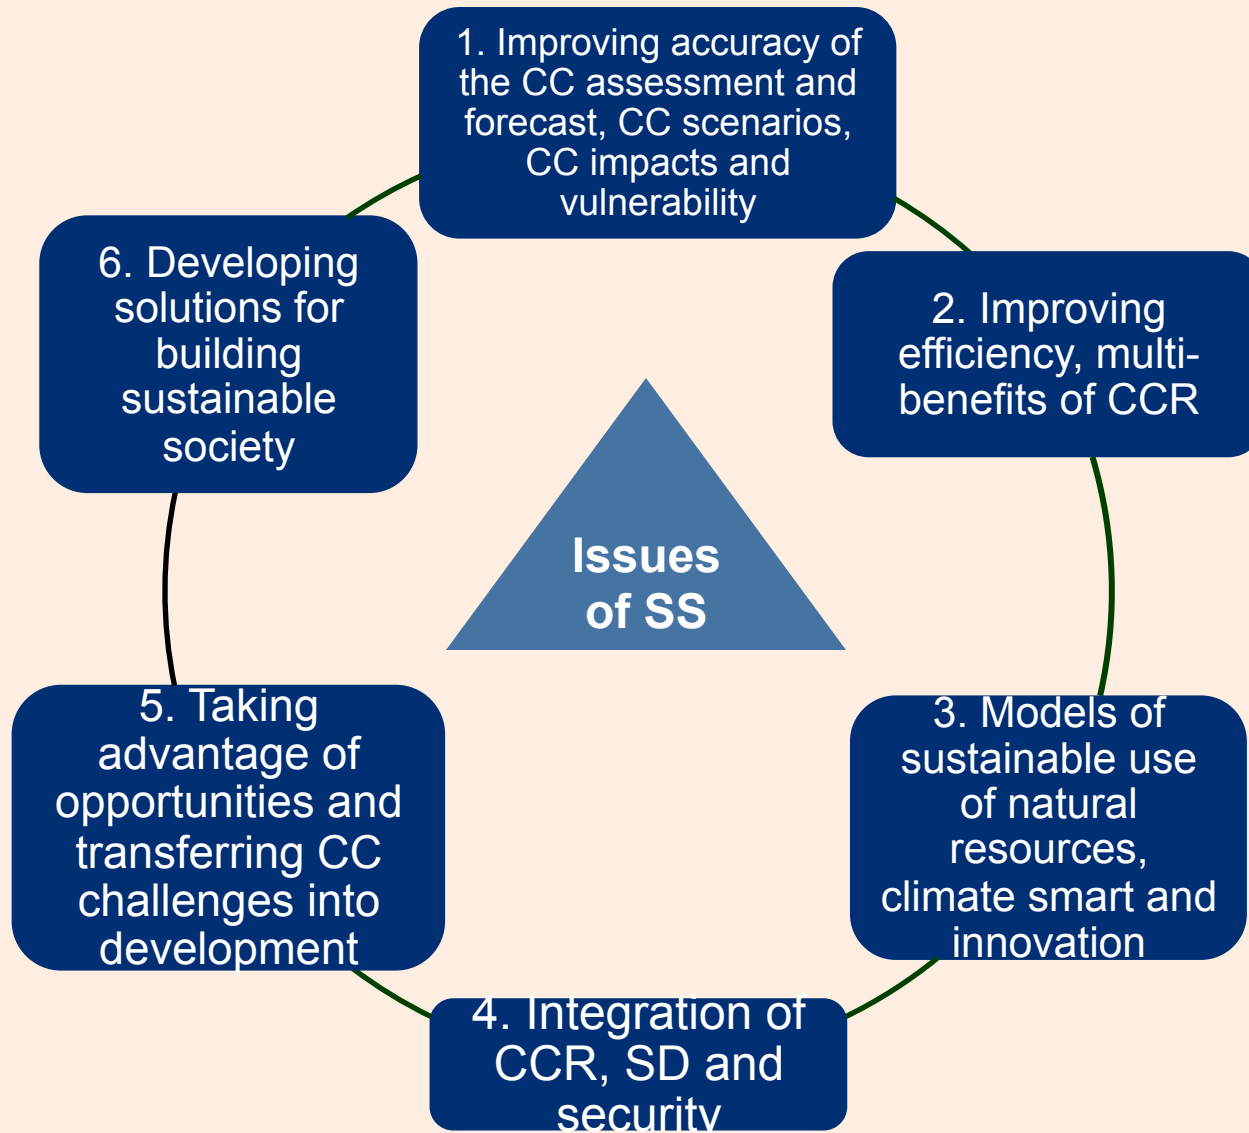 1. Improving accuracy of
the CC assessment and
forecast, CC scenarios,
CC impacts and
vulnerability
2. Improving
efficiency, multi-
benefits of CCR
3. Models of
sustainable use
of natural
resources,
climate smart and
innovation
4. Integration of
CCR, SD and
security
5. Taking
advantage of
opportunities and
transferring CC
challenges into
development
6. Developing
solutions for
building
sustainable
society
Issues
of SS